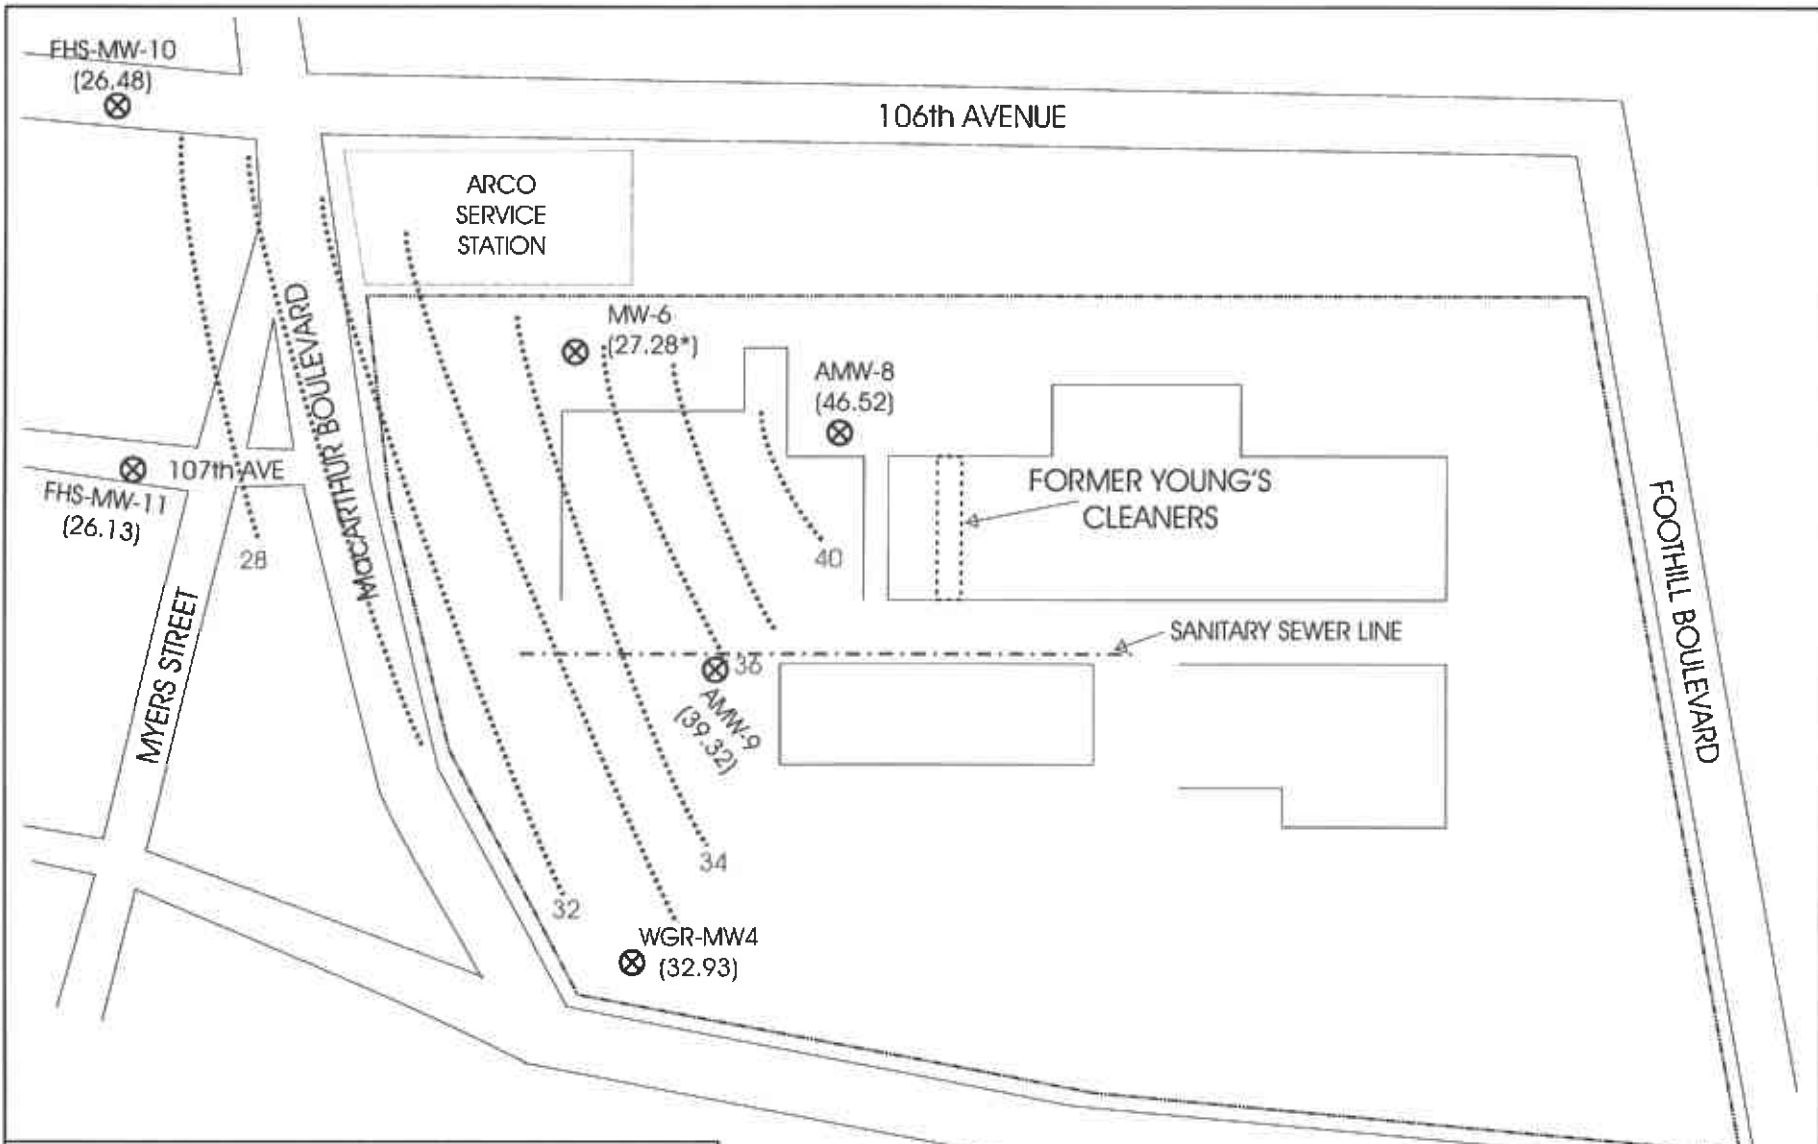 FHS-MW-10
(26.48)
106th AVENUE
ARCO
SERVICE
STATION
MW-6
(27.28*)
AMW-8
(46.52)
MACARTHUR BOULEVARD
107th AVE
FHS-MW-11
(26.13)
28
40
FORMER YOUNG'S
CLEANERS
FOOTHILL BOULEVARD
MYERS STREET
SANITARY SEWER LINE
36
AMW-9
(39.32)
34
32
WGR-MW4
(32.93)